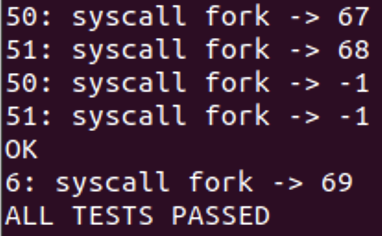 50: syscall fork -> 67
51: syscall fork -> 68
50: syscall fork -> -1
51: syscall fork -> -1
OK
6: syscall fork -> 69
ALL TESTS PASSED